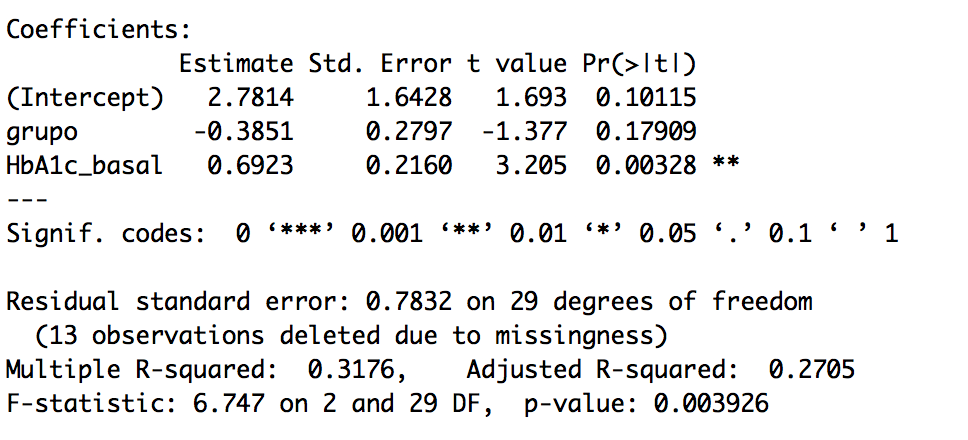 Coefficients:
Estimate Std. Error t value Pr(>|t|)
(Intercept) 2.7814 1.6428 1.693 0.10115
grupo -0.3851 0.2797 -1.377 0.17909
HbA1c_basal 0.6923 0.2160 3.205 0.00328 **
---
Signif. codes: 0 ‘***’ 0.001 ‘**’ 0.01 ‘*’ 0.05 ‘.’ 0.1 ‘ ’ 1
Residual standard error: 0.7832 on 29 degrees of freedom
(13 observations deleted due to missingness)
Multiple R-squared: 0.3176, Adjusted R-squared: 0.2705
F-statistic: 6.747 on 2 and 29 DF, p-value: 0.003926